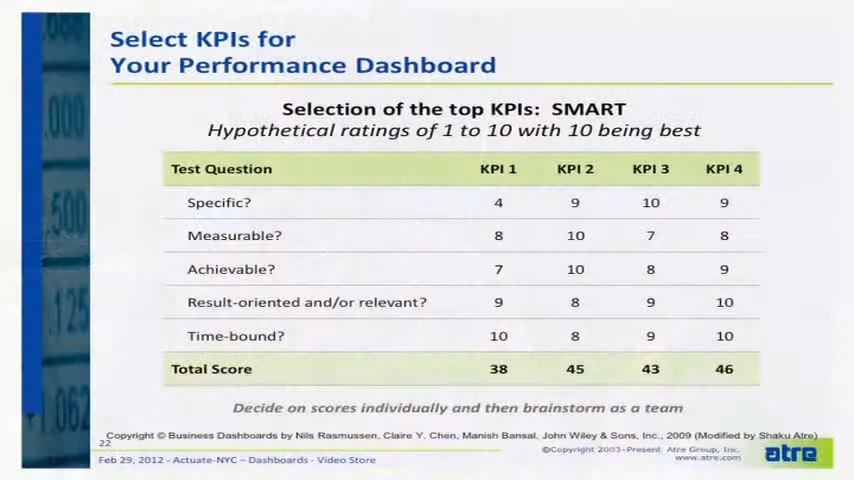 Select KPIs for
Your Performance Dashboard
Selection of the top KPIs: SMART
Hypothetical ratings of 1 to 10 with 10 being best
Test Question KPI 1 KPI 2 KPI 3 KPI 4
Specific? 4 9 10 9
Measurable? 8 10 7 8
Achievable? 7 10 8 9
Result-oriented and/or relevant? 9 8 9 10
Time-bound? 10 8 9 10
Total Score 38 45 43 46
Decide on scores individually and then brainstorm as a team
Copyright © Business Dashboards by Nils Rasmussen, Claire Y. Chen, Manish Bansal, John Wiley & Sons, Inc., 2009 (Modified by Shaku Atre)
22
©Copyright 2003-Present Atre Group, Inc.
www.atre.com
Feb 29, 2012 - Actuate-NYC – Dashboards - Video Store
atre
.000
.500
.125
1.062